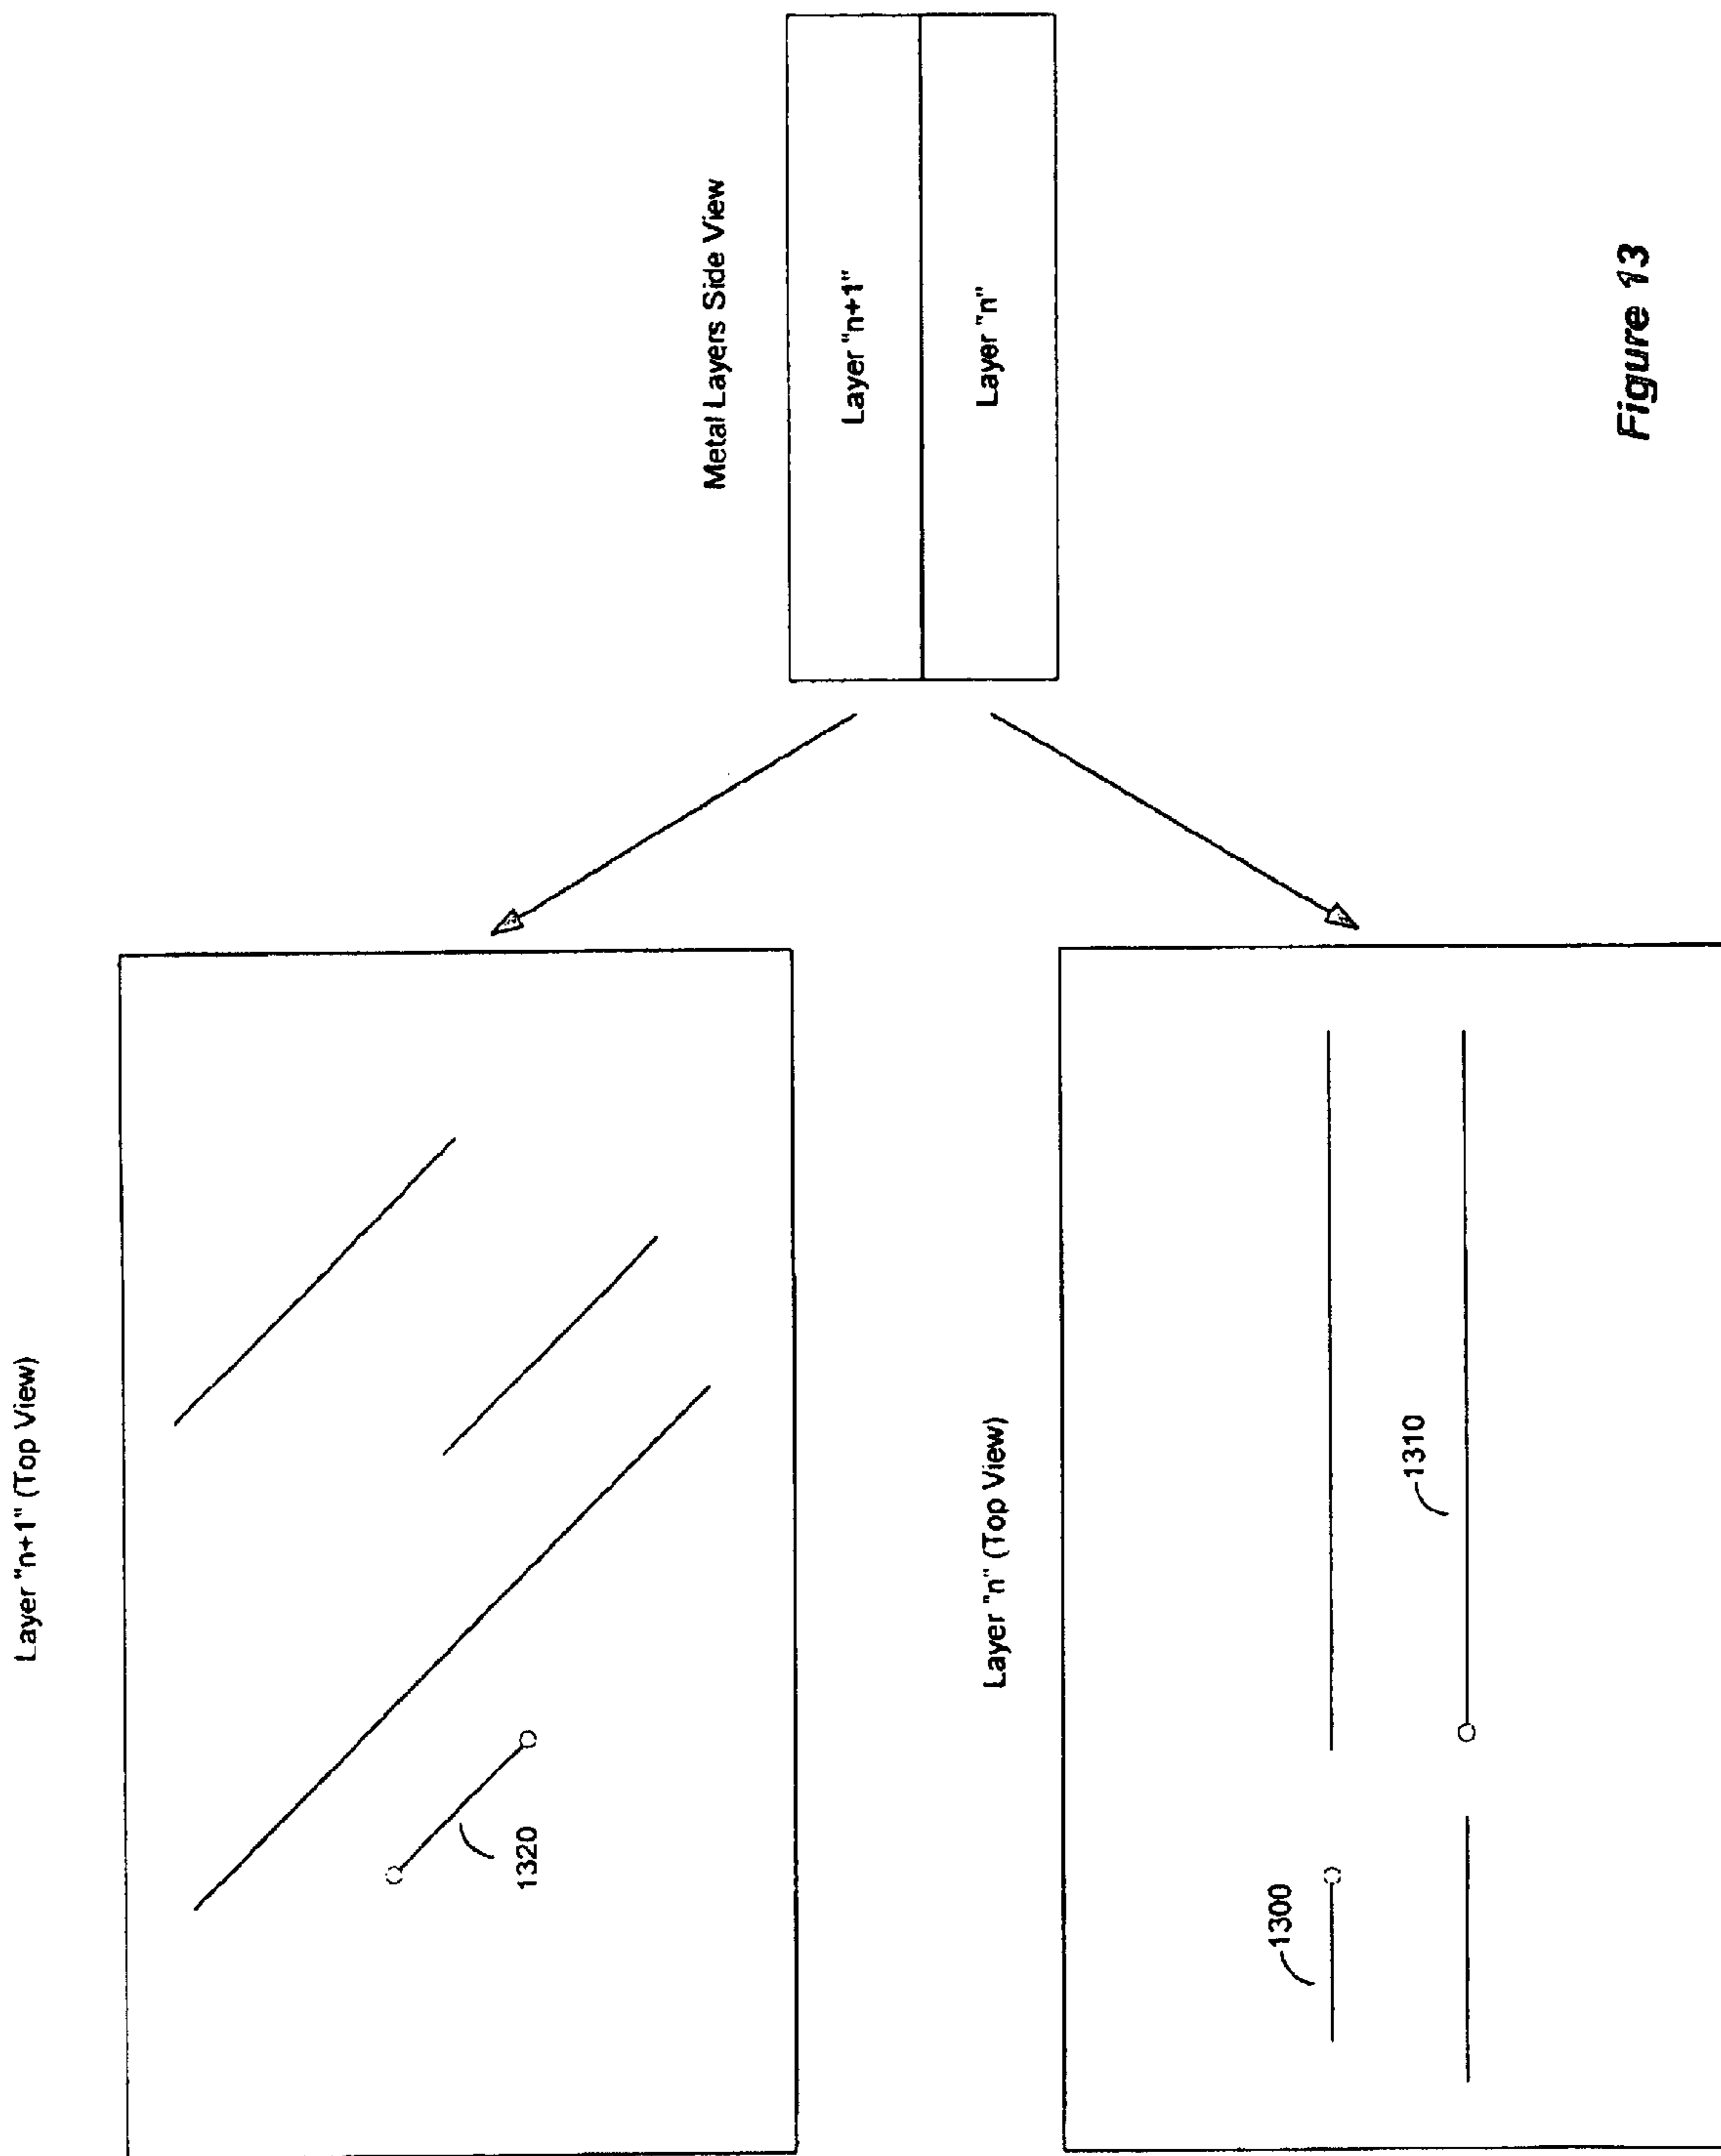 Layer "n+1" (Top View)
1320
Layer "n" (Top View)
1300
1310
Metal Layers Side View
Layer "n+1"
Layer "n"
Figure 13